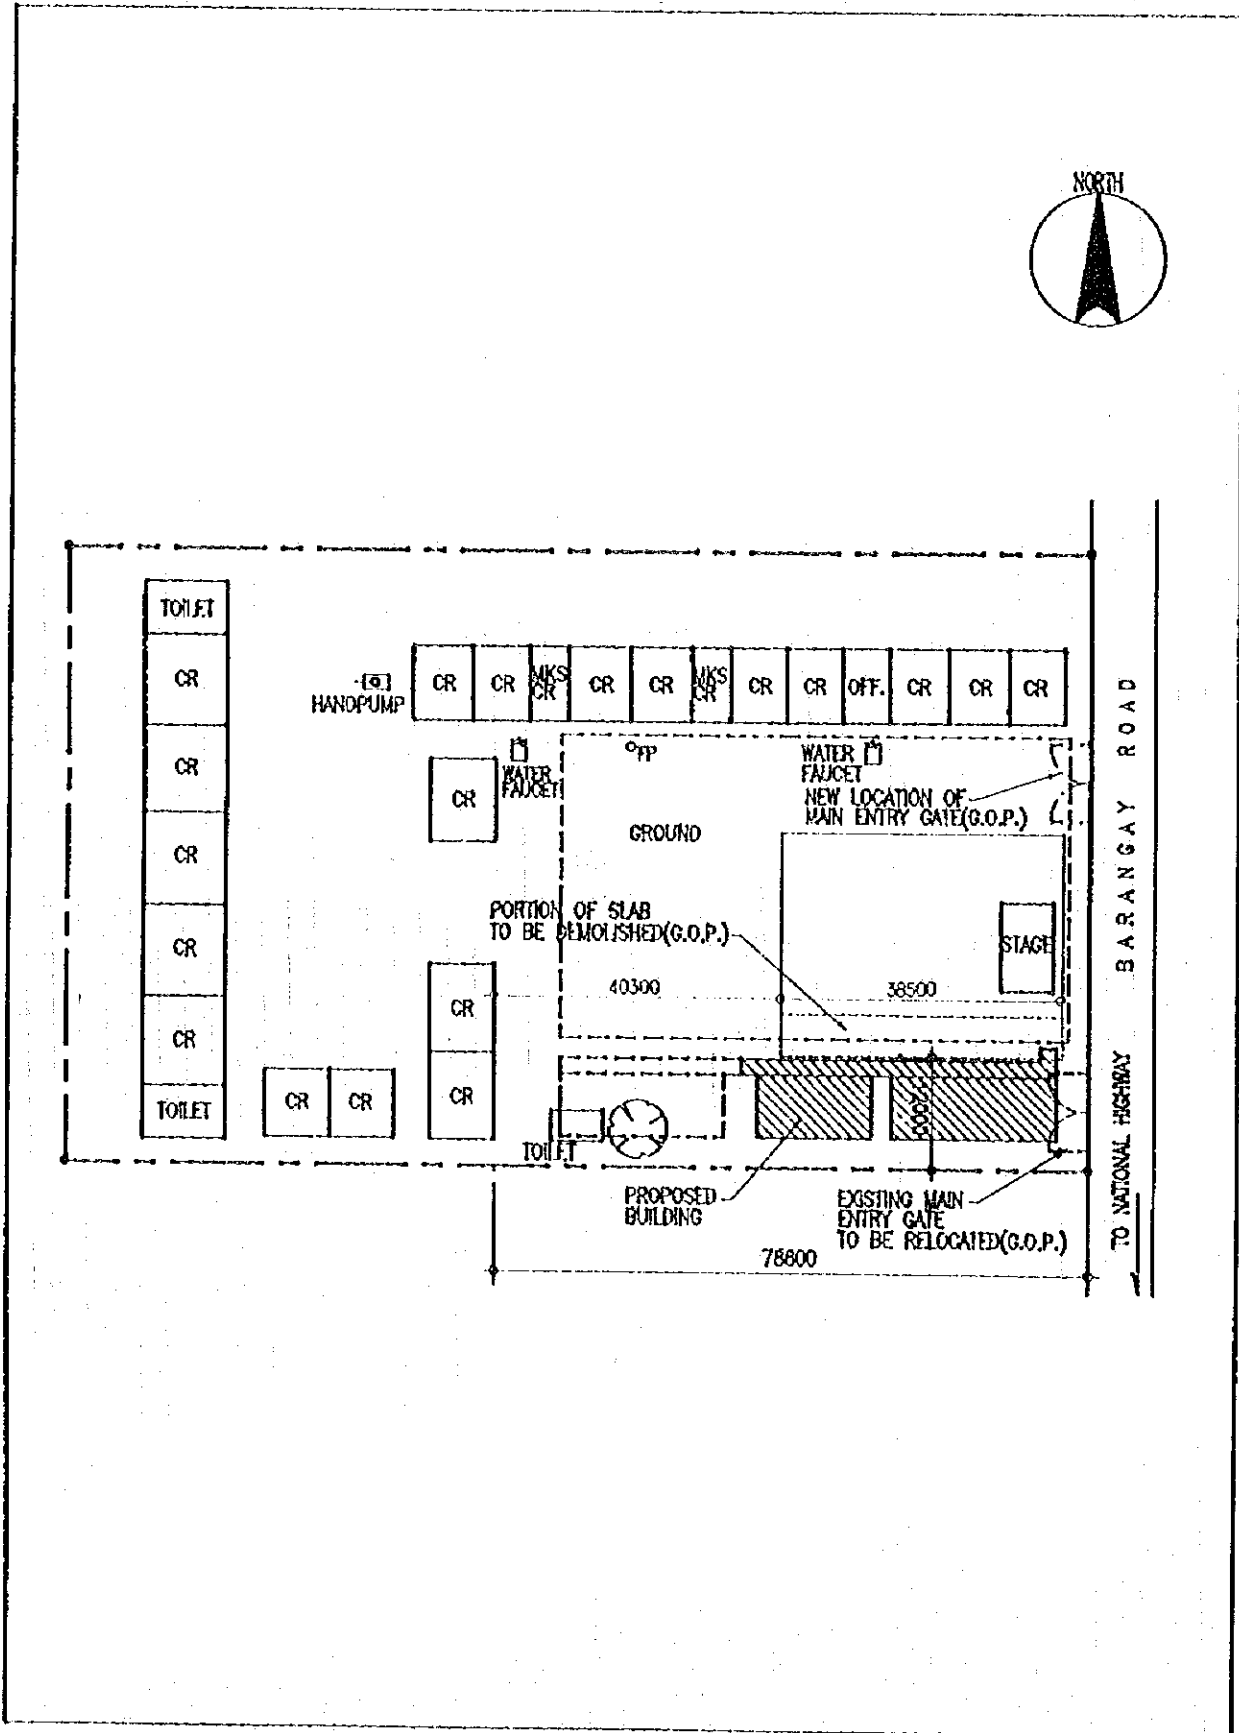 NORTH
TOILET
CR
CR
CR
CR
CR
TOILET
HANDPUMP
CR
CR
MKS
CR
CR
CR
MKS
CR
CR
CR
OFF.
CR
CR
CR
WATER
FAUCET
FP
WATER
FAUCET
NEW LOCATION OF
MAIN ENTRY GATE(G.O.P.)
CR
GROUND
PORTION OF SLAB
TO BE DEMOLISHED(G.O.P.)
STAGE
40300
38500
CR
CR
CR
CR
TOILET
12000
PROPOSED
BUILDING
EXISTING MAIN
ENTRY GATE
TO BE RELOCATED(G.O.P.)
78800
BARANGAY ROAD
TO NATIONAL HIGHWAY